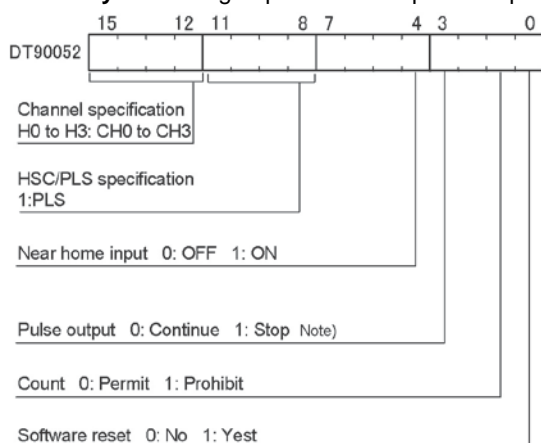 15 12 11 8 7 4 3 0
DT90052
Channel specification
H0 to H3: CH0 to CH3
HSC/PLS specification
1:PLS
Near home input 0: OFF 1: ON
Pulse output 0: Continue 1: Stop Note)
Count 0: Permit 1: Prohibit
Software reset 0: No 1: Yest